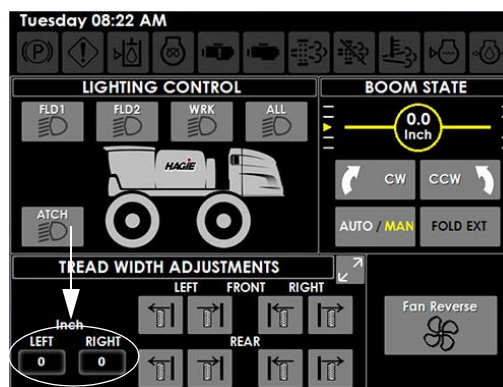 Tuesday 08:22 AM
LIGHTING CONTROL
FLD1 FLD2 WRK ALL
HAGIE
ATCH
BOOM STATE
0.0
Inch
CW CCW
AUTO / MAN FOLD EXT
TREAD WIDTH ADJUSTMENTS
LEFT FRONT RIGHT
Inch
LEFT RIGHT
0 0
REAR
Fan Reverse